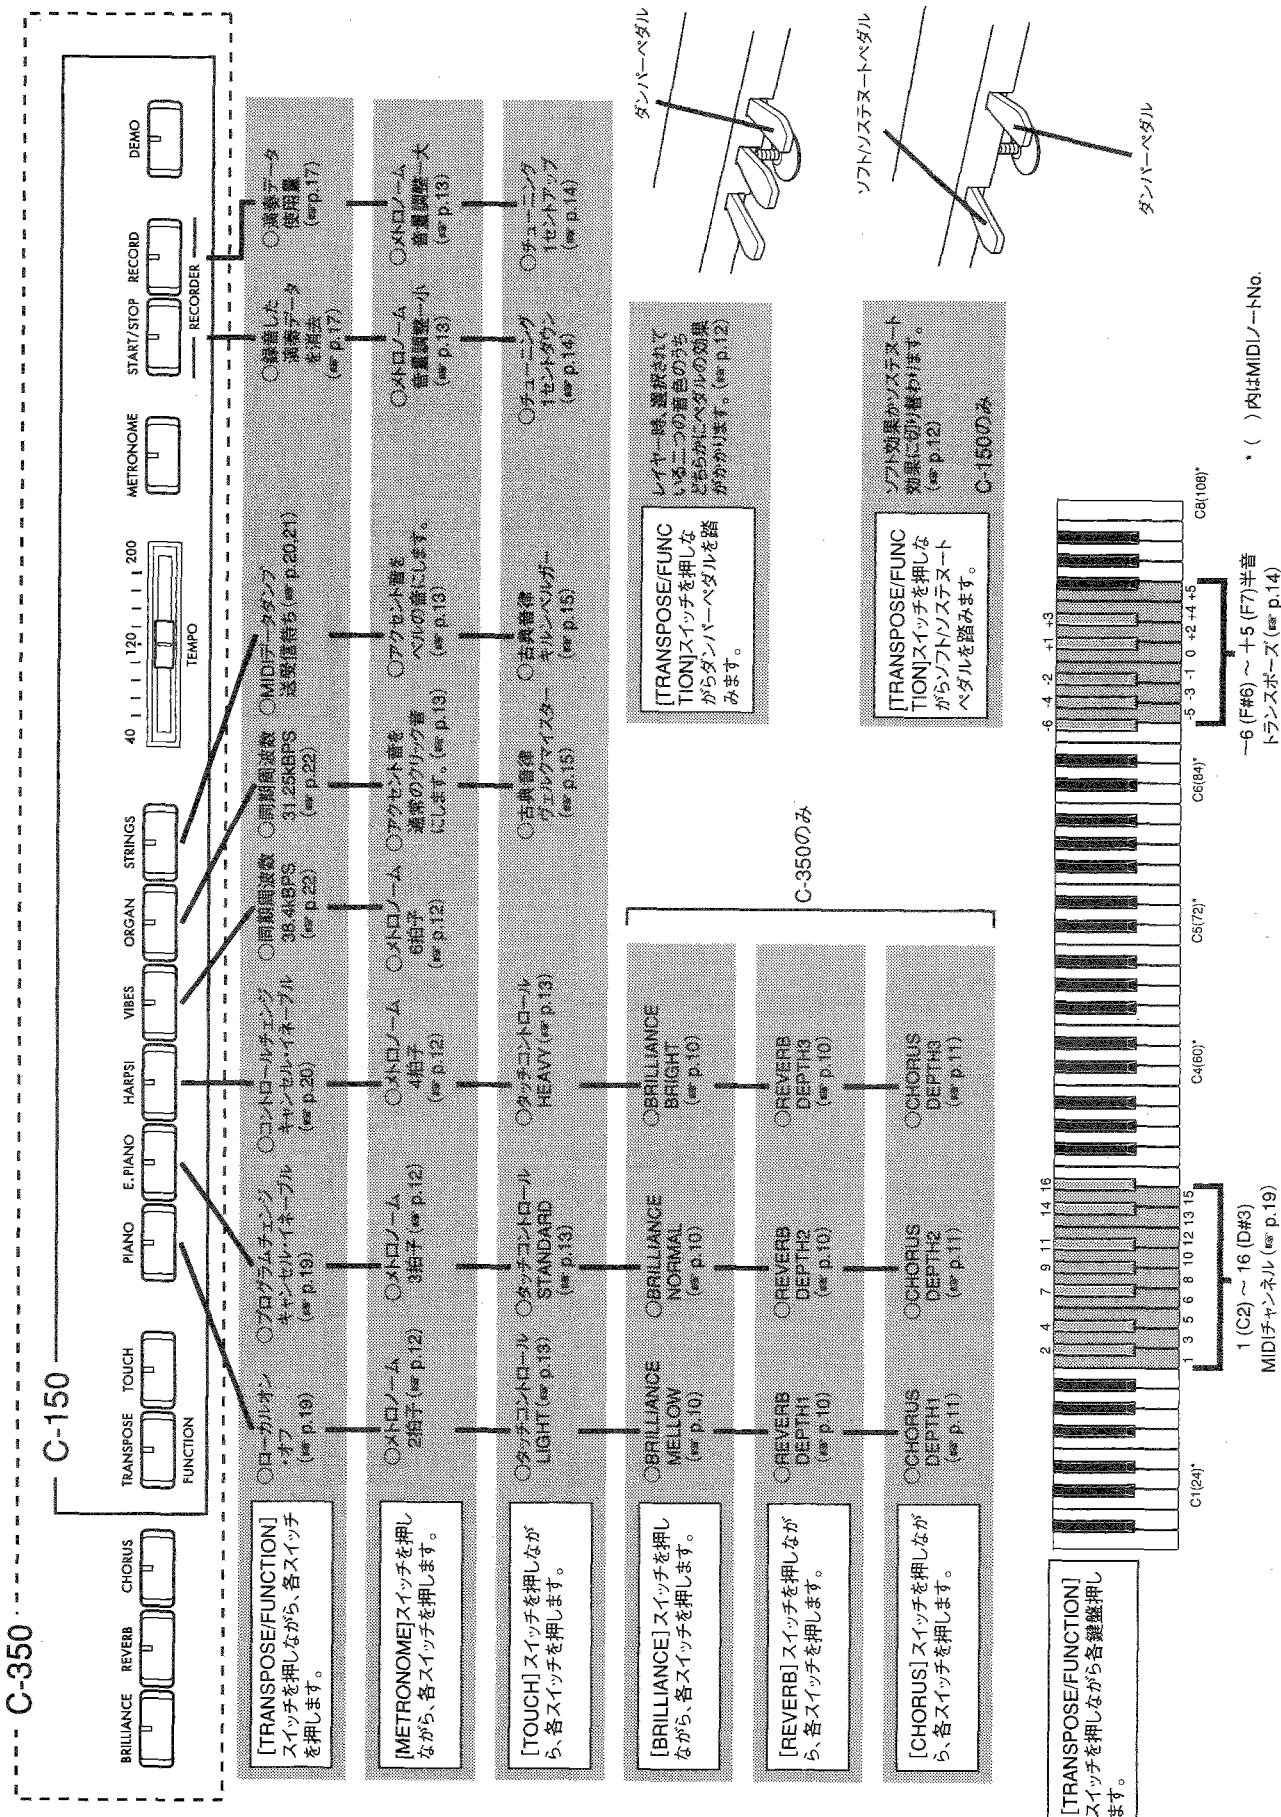 C-350
C-150
BRILLIANCE
REVERB
CHORUS
TRANSPOSE
FUNCTION
TOUCH
PIANO
E.PIANO
HARPSI
VIBES
ORGAN
STRINGS
40
120
200
TEMPO
METRONOME
START/STOP
RECORD
RECORDER
DEMO
[TRANSPOSE/FUNCTION]
スイッチを押しながら、各スイッチ
を押します。
○ローカルオン
・オフ
(☞ p.19)
○プログラムチェンジ
キャンセル・イネーブル
(☞ p.19)
○コントロールチェンジ
キャンセル・イネーブル
(☞ p.20)
○同期周波数
38.4kBPS
(☞ p.22)
○同期周波数
31.25kBPS
(☞ p.22)
○MIDIデータダンプ
送受信待ち(☞ p.20,21)
○録音した
演奏データ
を消去
(☞ p.17)
○演奏データ
使用量
(☞ p.17)
[METRONOME]スイッチを押し
ながら、各スイッチを押します。
○メトロノーム
2拍子(☞ p.12)
○メトロノーム
3拍子(☞ p.12)
○メトロノーム
4拍子
(☞ p.12)
○メトロノーム
6拍子
(☞ p.12)
○アクセント音を
通常のクリック音
にします。(☞ p.13)
○アクセント音を
ベルの音にします。
(☞ p.13)
○メトロノーム
音量調整…小
(☞ p.13)
○メトロノーム
音量調整…大
(☞ p.13)
[TOUCH]スイッチを押しなが
ら、各スイッチを押します。
○タッチコントロール
LIGHT(☞ p.13)
○タッチコントロール
STANDARD
(☞ p.13)
○タッチコントロール
HEAVY(☞ p.13)
○古典音律
ヴェルクマイスター
(☞ p.15)
○古典音律
キルンベルガー…
(☞ p.15)
○チューニング
1セントダウン
(☞ p.14)
○チューニング
1セントアップ
(☞ p.14)
[BRILLIANCE]スイッチを押し
ながら、各スイッチを押します。
○BRILLIANCE
MELLOW
(☞ p.10)
○BRILLIANCE
NORMAL
(☞ p.10)
○BRILLIANCE
BRIGHT
(☞ p.10)
[REVERB]スイッチを押しなが
ら、各スイッチを押します。
○REVERB
DEPTH1
(☞ p.10)
○REVERB
DEPTH2
(☞ p.10)
○REVERB
DEPTH3
(☞ p.10)
[CHORUS]スイッチを押しなが
ら、各スイッチを押します。
○CHORUS
DEPTH1
(☞ p.11)
○CHORUS
DEPTH2
(☞ p.11)
○CHORUS
DEPTH3
(☞ p.11)
C-350のみ
[TRANSPOSE/FUNC
TION]スイッチを押しな
がらダンパーペダルを踏
みます。
レイヤー時、選択されて
いる二つの音色のうち
どちらかにペダルの効果
がかかります。(☞ p.12)
ダンパーペダル
[TRANSPOSE/FUNC
TION]スイッチを押しな
がらソフト/ソステヌート
ペダルを踏みます。
ソフト効果かソステヌート
効果に切り替わります。
(☞ p.12)
C-150のみ
ソフト/ソステヌートペダル
ダンパーペダル
[TRANSPOSE/FUNCTION]
スイッチを押しながら各鍵盤押し
ます。
2 4 7 9 11 14 16
-6 -4 -2 +1 +3
1 3 5 6 8 10 12 13 15
-5 -3 -1 0 +2 +4 +5
C1(24)*
C4(60)*
C5(72)*
C6(84)*
C8(108)*
1 (C2) ～ 16 (D#3)
MIDIチャンネル(☞ p.19)
－6 (F#6) ～ ＋5 (F7)半音
トランスポーズ(☞ p.14)
* ( ) 内はMIDIノートNo.